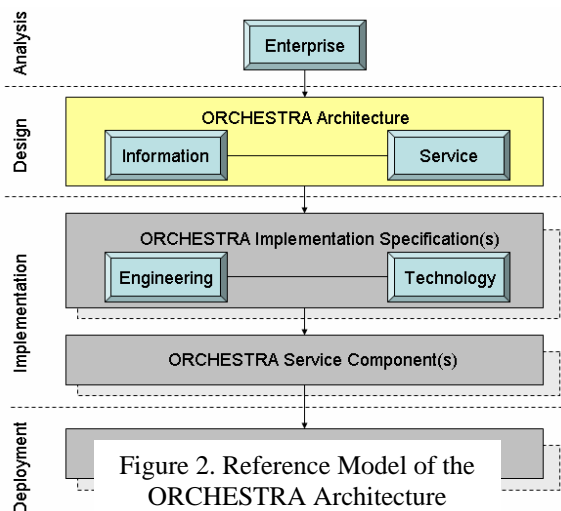 Analysis
Enterprise
Design
ORCHESTRA Architecture
Information
Service
Implementation
ORCHESTRA Implementation Specification(s)
Engineering
Technology
ORCHESTRA Service Component(s)
Deployment
Figure 2. Reference Model of the
ORCHESTRA Architecture